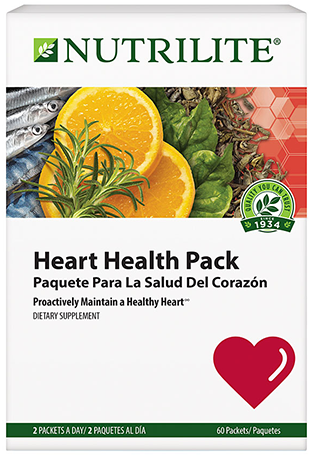 NUTRILITE®
QUALITY YOU CAN TRUST
SINCE
1934
Heart Health Pack
Paquete Para La Salud Del Corazón
Proactively Maintain a Healthy Heart™
DIETARY SUPPLEMENT
2 PACKETS A DAY/ 2 PAQUETES AL DÍA
60 Packets/ Paquetes